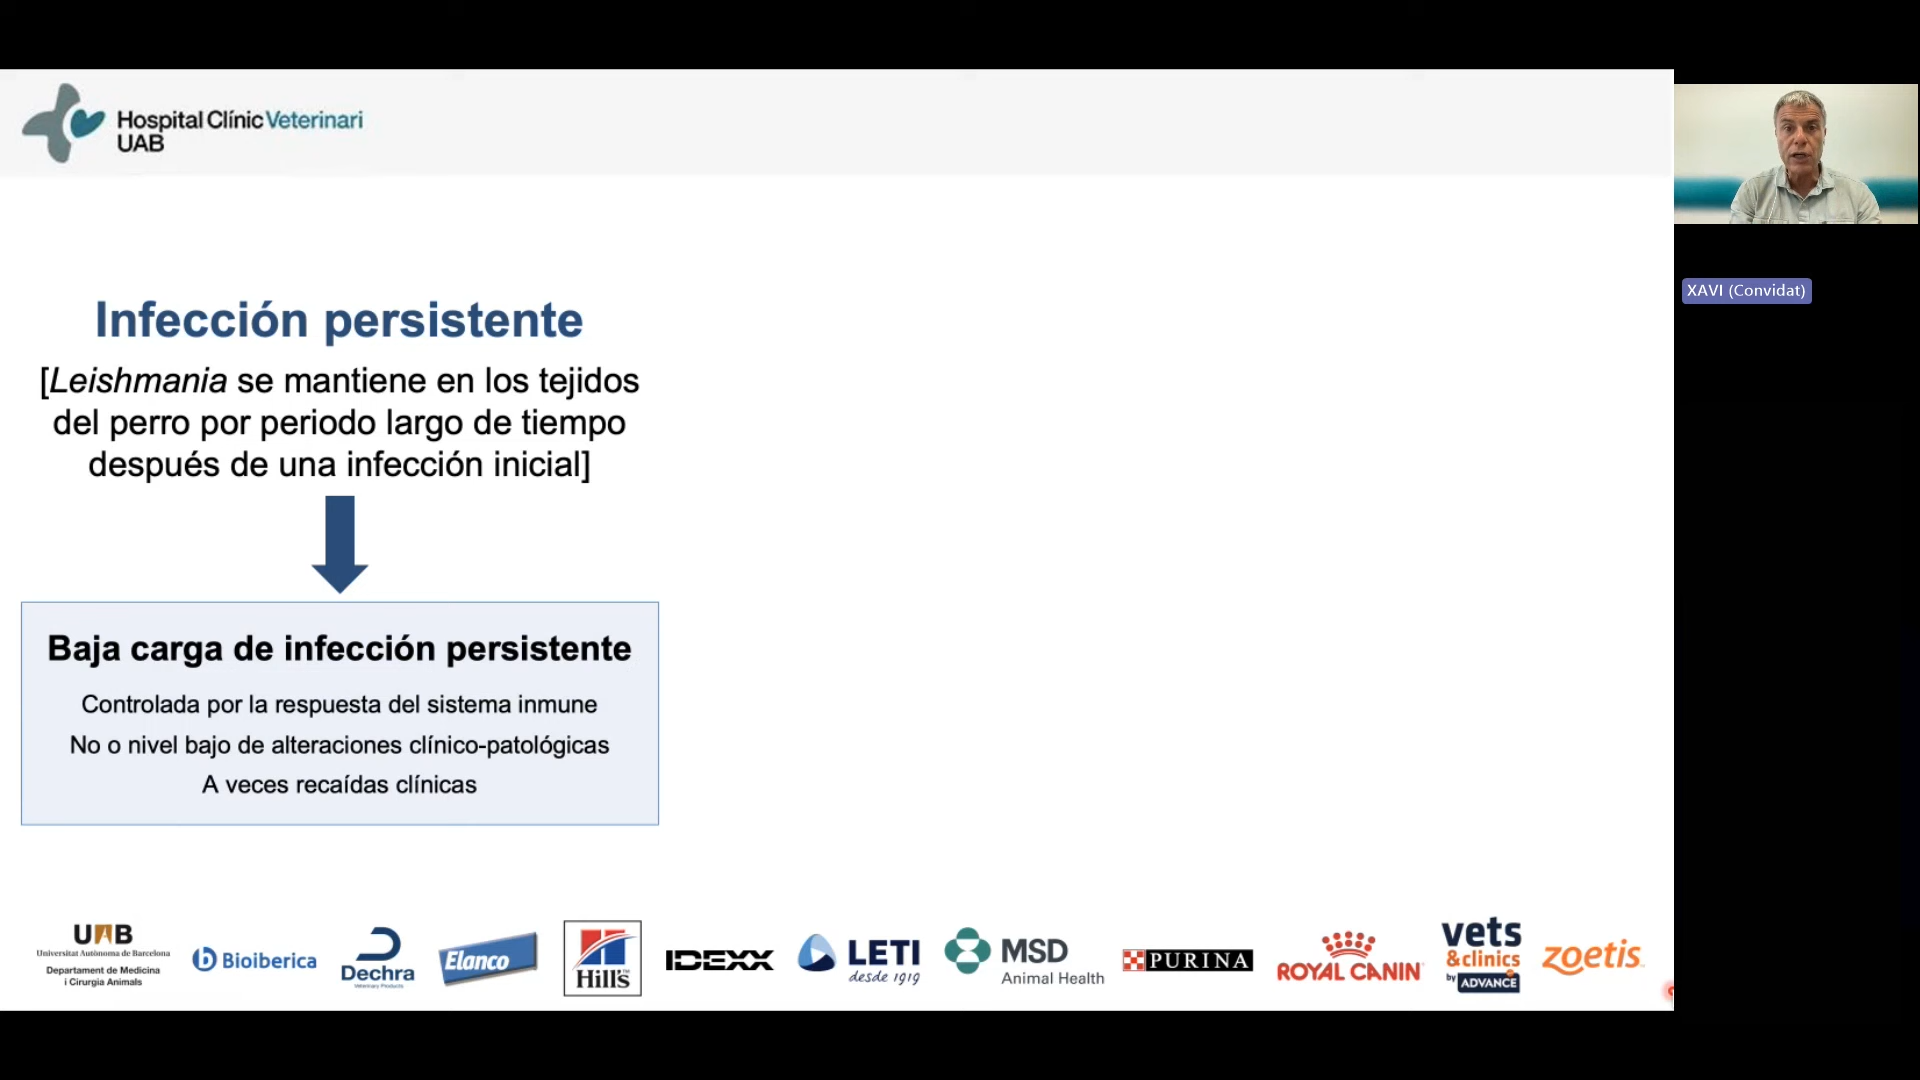 Hospital Clínic Veterinari
UAB
XAVI (Convidat)
Infección persistente
[Leishmania se mantiene en los tejidos
del perro por periodo largo de tiempo
después de una infección inicial]
Baja carga de infección persistente
Controlada por la respuesta del sistema inmune
No o nivel bajo de alteraciones clínico-patológicas
A veces recaídas clínicas
UAB
Universitat Autònoma de Barcelona
Departament de Medicina
i Cirurgia Animals
Bioiberica
Dechra
Veterinary Products
Elanco
Hill's
IDEXX
LETI
desde 1919
MSD
Animal Health
PURINA
ROYAL CANIN
vets
&clinics
by ADVANCE
zoetis